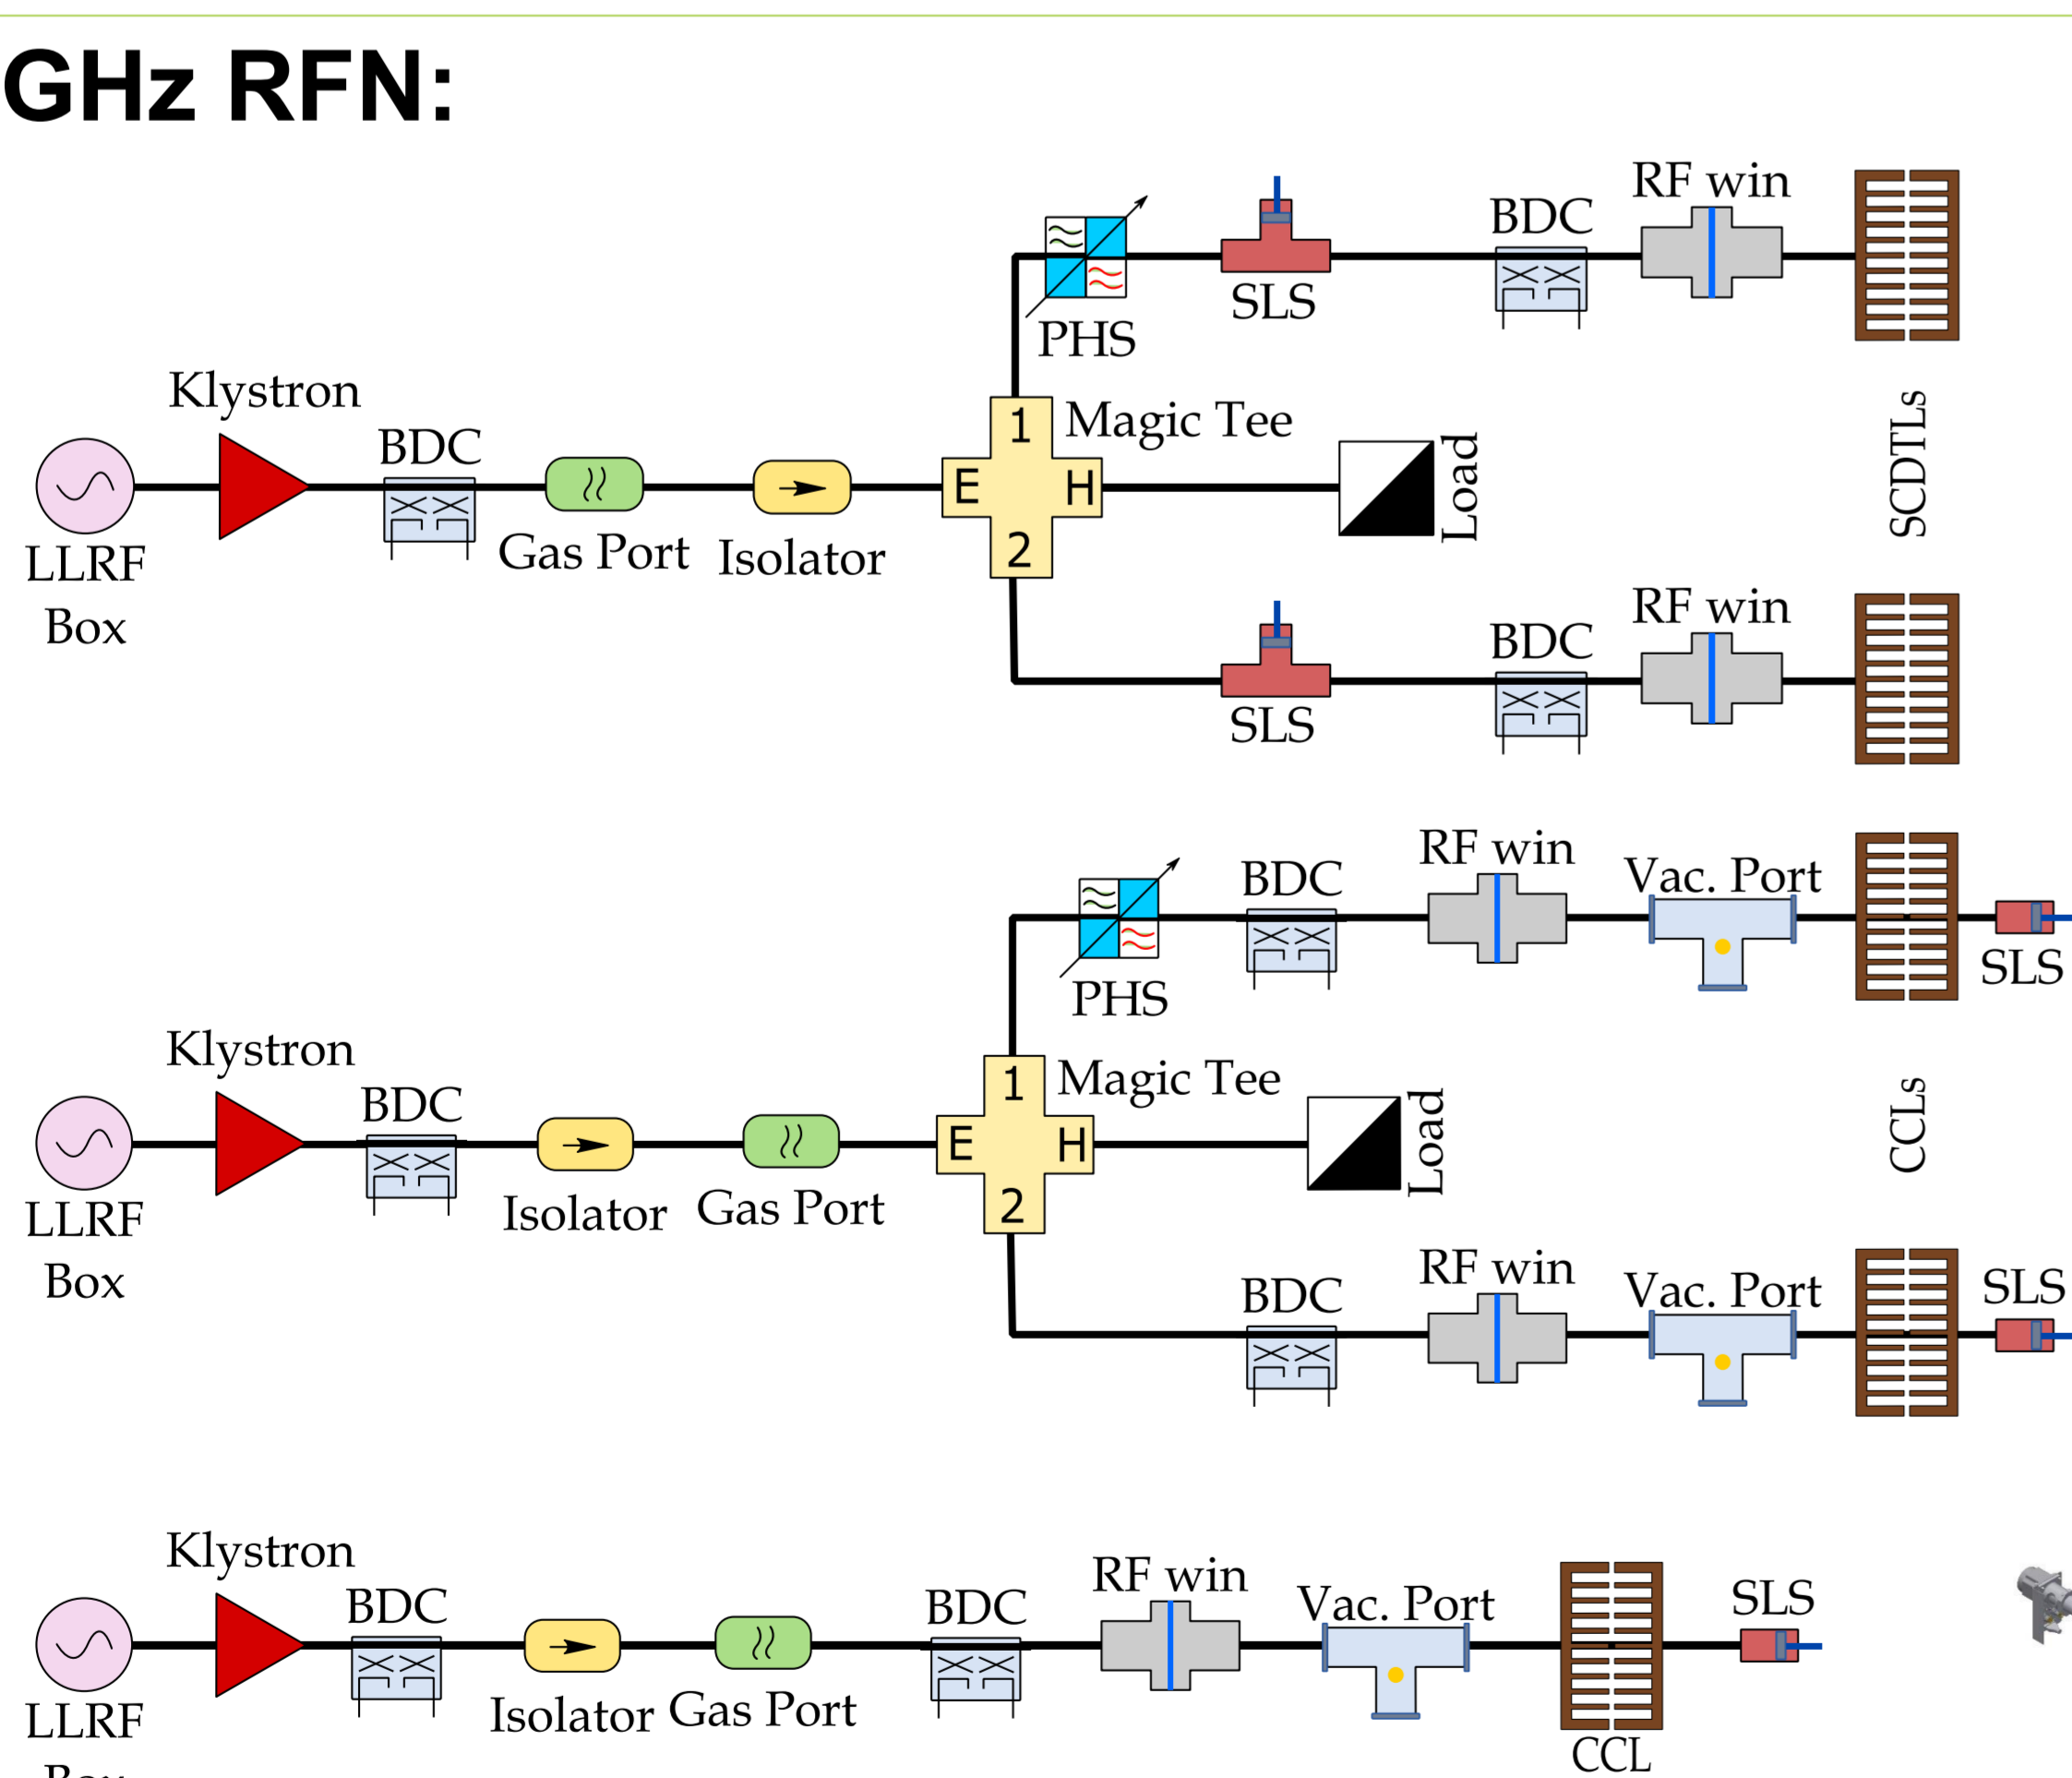 GHz RFN:
RF win
BDC
SLS
PHS
Klystron
BDC
Magic Tee
1
E
H
2
Load
SCDTLs
Gas Port
Isolator
LLRF
Box
RF win
BDC
SLS
RF win
Vac. Port
BDC
SLS
PHS
Klystron
BDC
Magic Tee
1
E
H
2
Load
CCLs
Isolator
Gas Port
LLRF
Box
RF win
Vac. Port
SLS
BDC
Klystron
BDC
BDC
RF win
Vac. Port
SLS
Isolator
Gas Port
LLRF
Box
CCL